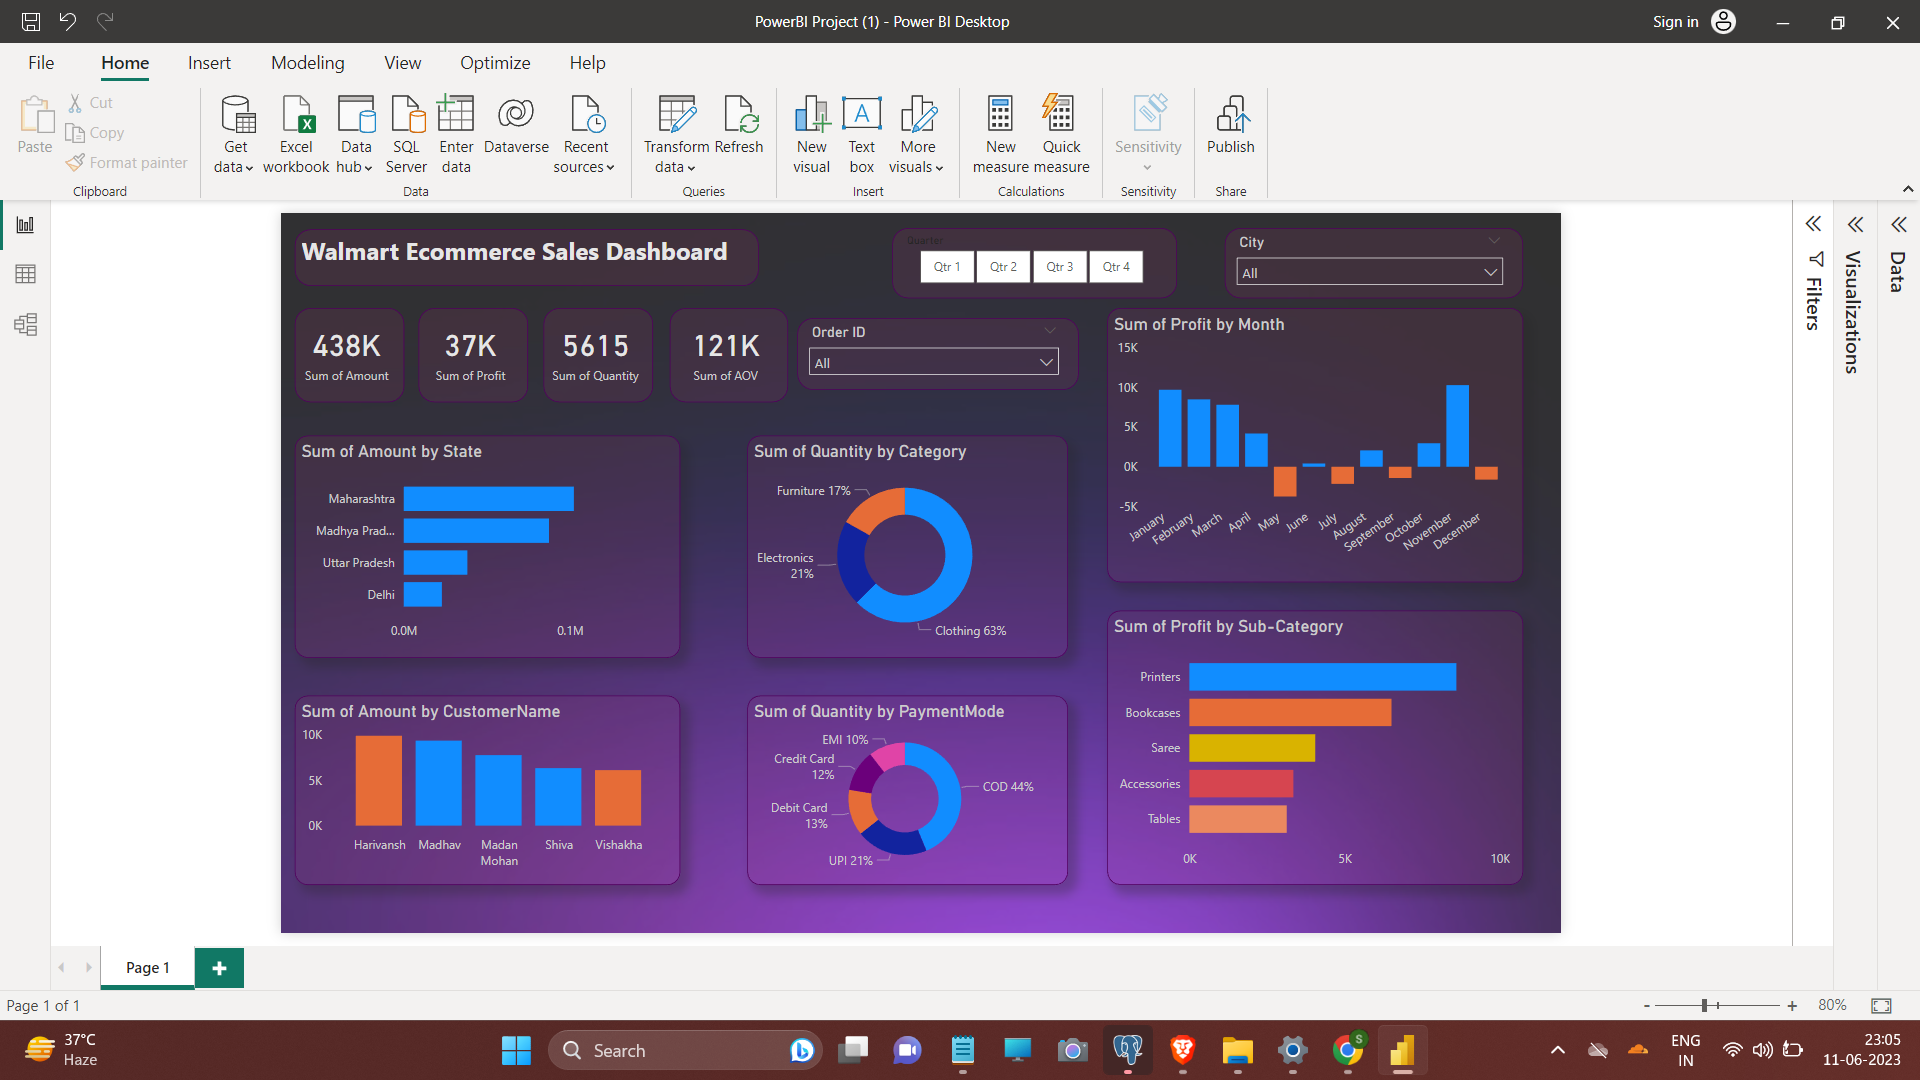 PowerBI Project (1) - Power BI Desktop
Sign in
File Home Insert Modeling View Optimize Help
Paste
Cut
Copy
Format painter
Clipboard
Get data
Excel workbook
Data hub
SQL Server
Enter data
Dataverse
Recent sources
Data
Transform data
Refresh
Queries
New visual
Text box
More visuals
Insert
New measure
Quick measure
Calculations
Sensitivity
Sensitivity
Publish
Share
Walmart Ecommerce Sales Dashboard
Quarter
Qtr 1 Qtr 2 Qtr 3 Qtr 4
City
All
438K
Sum of Amount
37K
Sum of Profit
5615
Sum of Quantity
121K
Sum of AOV
Order ID
All
Sum of Profit by Month
15K
10K
5K
0K
-5K
January February March April May June July August September October November December
Sum of Amount by State
Maharashtra
Madhya Prad...
Uttar Pradesh
Delhi
0.0M 0.1M
Sum of Quantity by Category
Furniture 17%
Electronics
21%
Clothing 63%
Sum of Profit by Sub-Category
Printers
Bookcases
Saree
Accessories
Tables
0K 5K 10K
Sum of Amount by CustomerName
10K
5K
0K
Harivansh Madhav Madan Mohan Shiva Vishakha
Sum of Quantity by PaymentMode
EMI 10%
Credit Card
12%
COD 44%
Debit Card
13%
UPI 21%
Filters
Visualizations
Data
Page 1
Page 1 of 1
- + 80%
37°C
Haze
Search
S
ENG
IN
23:05
11-06-2023